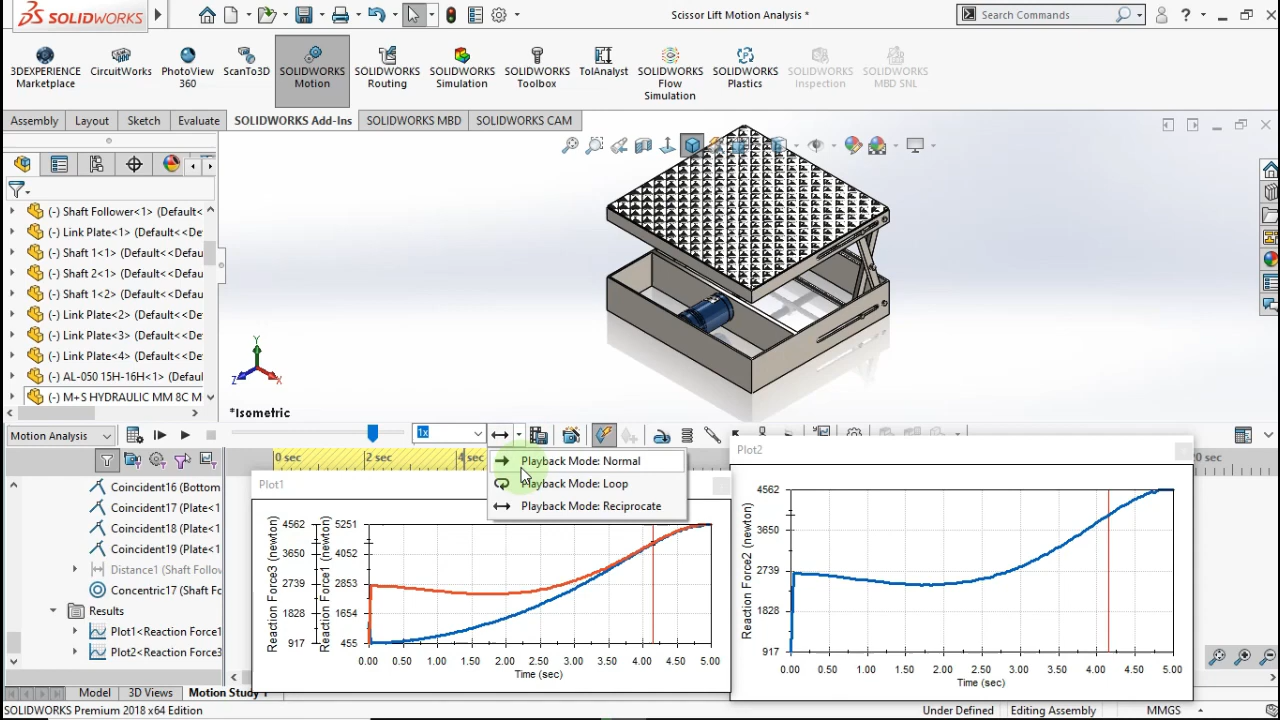 SOLIDWORKS
Scissor Lift Motion Analysis *
Search Commands
3DEXPERIENCE
Marketplace
CircuitWorks
PhotoView
360
ScanTo3D
SOLIDWORKS
Motion
SOLIDWORKS
Routing
SOLIDWORKS
Simulation
SOLIDWORKS
Toolbox
TolAnalyst
SOLIDWORKS
Flow
Simulation
SOLIDWORKS
Plastics
SOLIDWORKS
Inspection
SOLIDWORKS
MBD SNL
Assembly
Layout
Sketch
Evaluate
SOLIDWORKS Add-Ins
SOLIDWORKS MBD
SOLIDWORKS CAM
(-) Shaft Follower<1> (Default<
(-) Link Plate<1> (Default<<De
(-) Shaft 1<1> (Default<<Defau
(-) Shaft 2<1> (Default<<Defau
(-) Shaft 1<2> (Default<<Defau
(-) Link Plate<2> (Default<<De
(-) Link Plate<3> (Default<<De
(-) Link Plate<4> (Default<<De
(-) AL-050 15H-16H<1> (Defaul
(-) M+S HYDRAULIC MM 8C M
Y
Z
X
*Isometric
Motion Analysis
1x
0 sec
2 sec
4 sec
20 sec
Playback Mode: Normal
Playback Mode: Loop
Playback Mode: Reciprocate
Coincident16 (Bottom
Coincident17 (Plate<1
Coincident18 (Plate<1
Coincident19 (Plate<1
Distance1 (Shaft Follow
Concentric17 (Shaft Fo
Results
Plot1<Reaction Force1
Plot2<Reaction Force3
Plot1
Reaction Force3 (newton)
4562
3650
2739
1828
917
Reaction Force1 (newton)
5251
4052
2853
1654
455
0.00 0.50 1.00 1.50 2.00 2.50 3.00 3.50 4.00 4.50 5.00
Time (sec)
Plot2
Reaction Force2 (newton)
4562
3650
2739
1828
917
0.00 0.50 1.00 1.50 2.00 2.50 3.00 3.50 4.00 4.50 5.00
Time (sec)
Model
3D Views
Motion Study 1
SOLIDWORKS Premium 2018 x64 Edition
Under Defined
Editing Assembly
MMGS